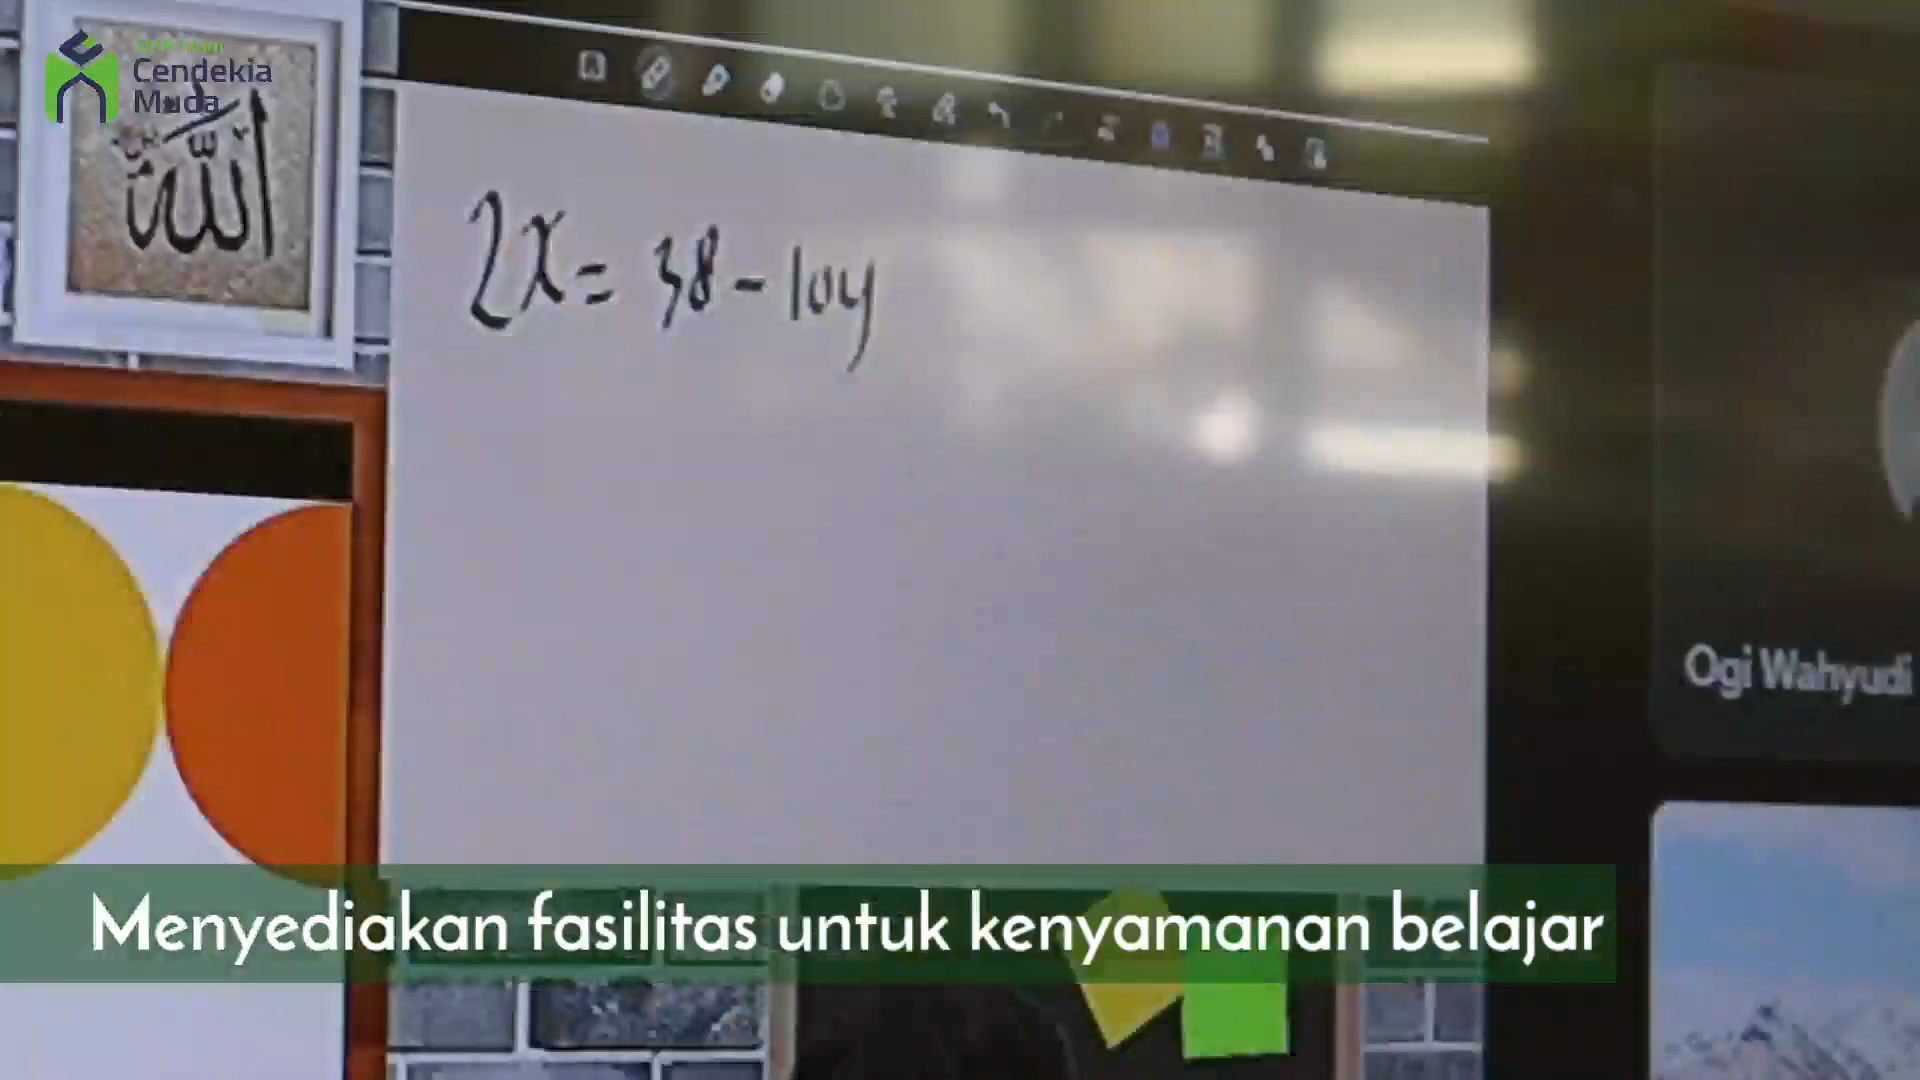 Cendekia
Muda
الله
2x = 38 - 10y
Ogi Wahyudi
Menyediakan fasilitas untuk kenyamanan belajar